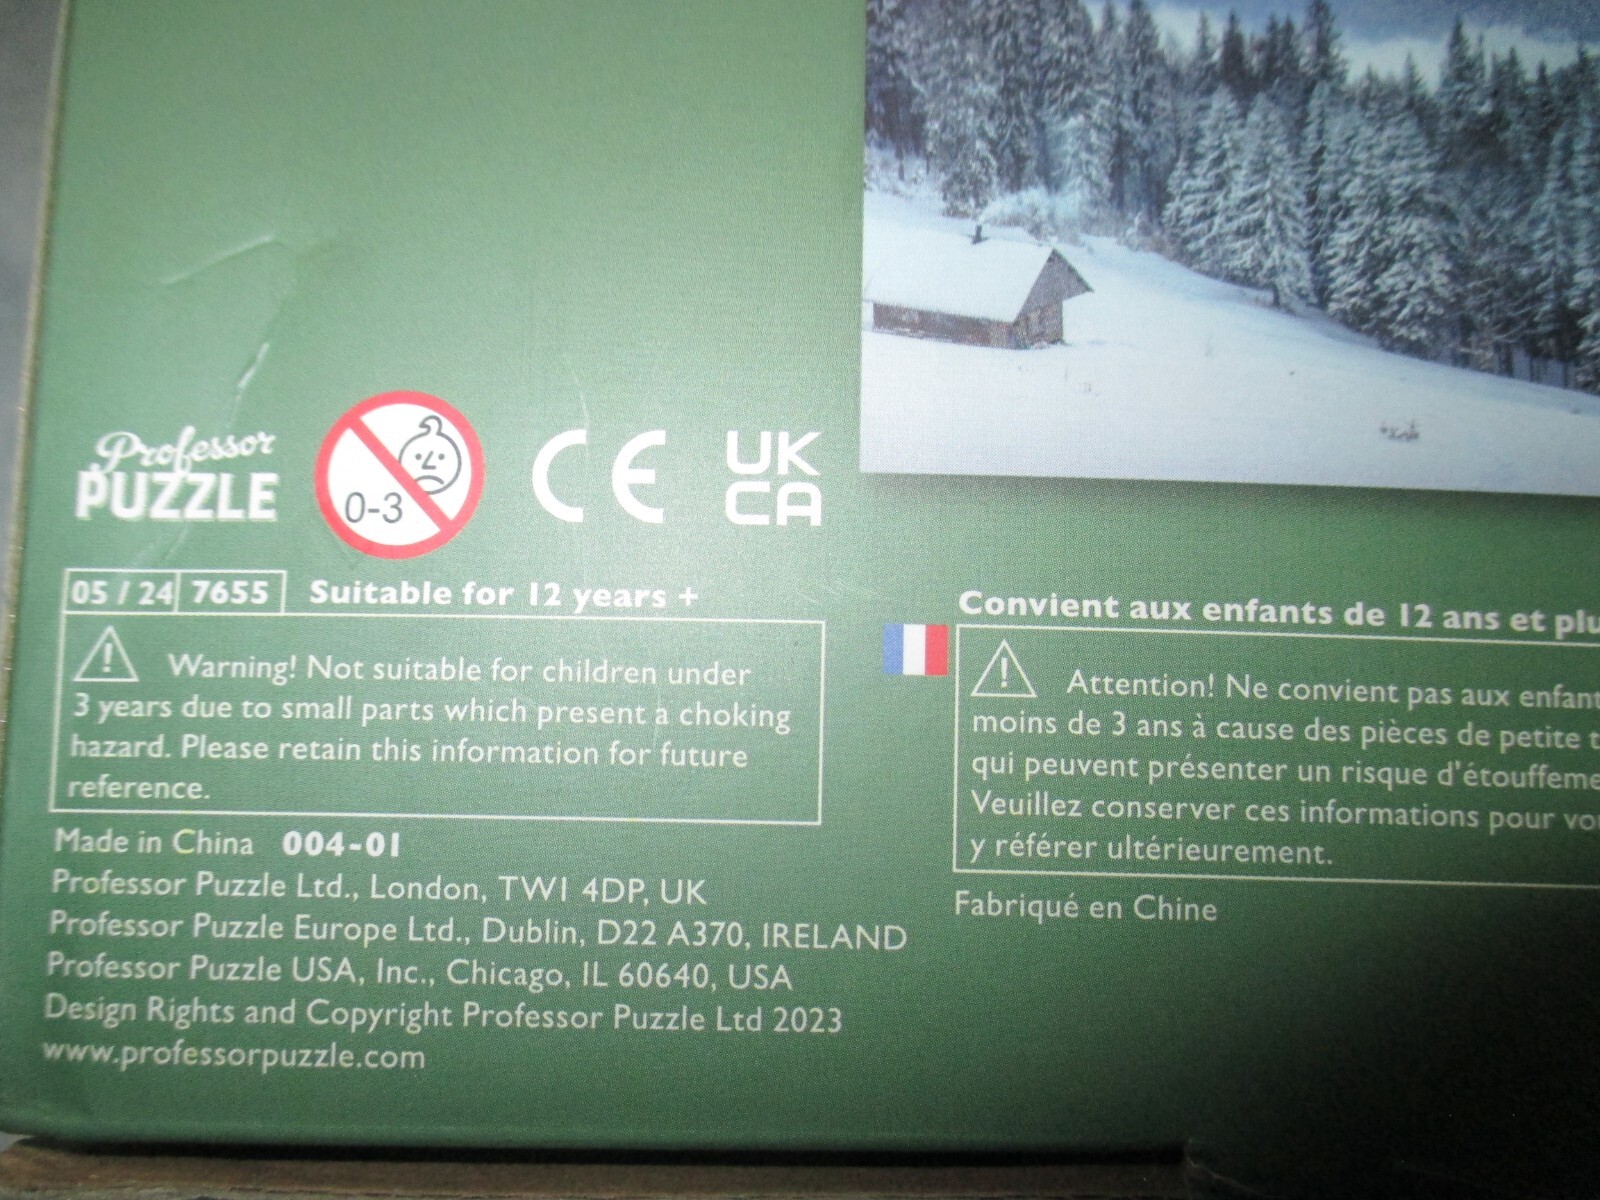 Professor
PUZZLE
0-3
CE
UK
CA
05 / 24 7655 Suitable for 12 years +
Warning! Not suitable for children under
3 years due to small parts which present a choking
hazard. Please retain this information for future
reference.
Made in China 004-01
Professor Puzzle Ltd., London, TW1 4DP, UK
Professor Puzzle Europe Ltd., Dublin, D22 A370, IRELAND
Professor Puzzle USA, Inc., Chicago, IL 60640, USA
Design Rights and Copyright Professor Puzzle Ltd 2023
www.professorpuzzle.com
Convient aux enfants de 12 ans et
Attention! Ne convient pas aux
moins de 3 ans à cause des pièces de petite
qui peuvent présenter un risque
Veuillez conserver ces informations pour
y référer ultérieurement.
Fabriqué en Chine